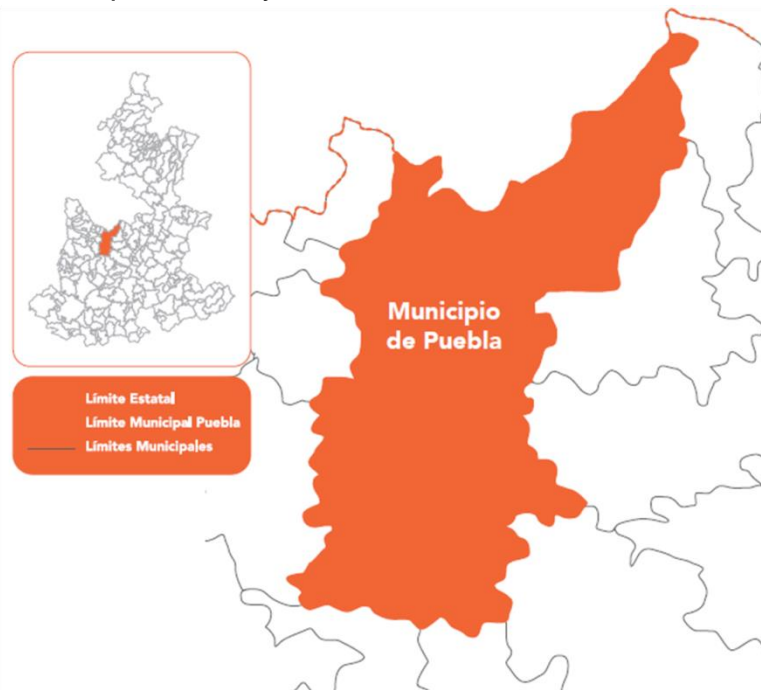 Municipio
de Puebla
Límite Estatal
Límite Municipal Puebla
Límites Municipales